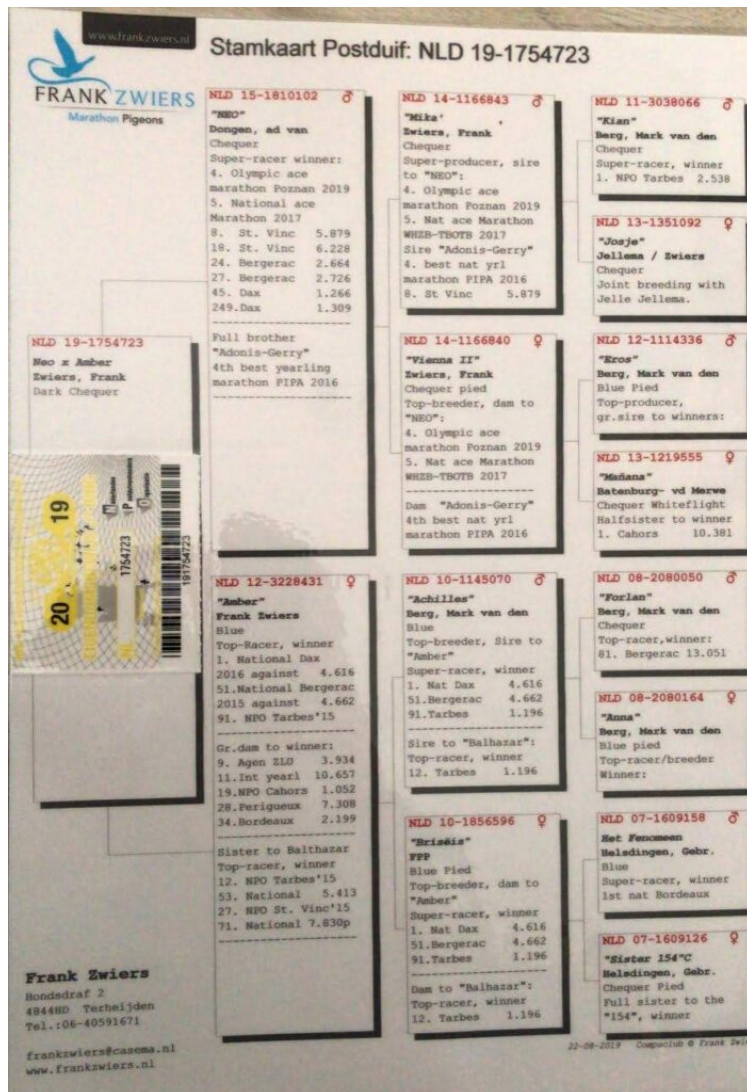 www.frankzwiers.nl
FRANK ZWIERS
Marathon Pigeons
Stamkaart Postduif: NLD 19-1754723
NLD 19-1754723
Neo x Amber
Zwiers, Frank
Dark Chequer
20 19
1754723
191754723
NLD 15-1810102 ♂
"NEO"
Dongen, ad van
Chequer
Super-racer winner:
4. Olympic ace
marathon Poznan 2019
5. National ace
Marathon 2017
8. St. Vinc 5.879
18. St. Vinc 6.228
24. Bergerac 2.664
27. Bergerac 2.726
45. Dax 1.266
249.Dax 1.309
--------------------
Full brother
"Adonis-Gerry"
4th best yearling
marathon PIPA 2016
--------------------
NLD 12-3228431 ♀
"Amber"
Frank Zwiers
Blue
Top-Racer, winner
1. National Dax
2016 against 4.616
51.National Bergerac
2015 against 4.662
91. NPO Tarbes'15
--------------------
Gr.dam to winner:
9. Agen ZLU 3.934
11.Int yearl 10.657
19.NPO Cahors 1.052
28.Perigueux 7.308
34.Bordeaux 2.199
--------------------
Sister to Balthazar
Top-racer, winner
12. NPO Tarbes'15
53. National 5.413
27. NPO St. Vinc'15
71. National 7.830p
--------------------
NLD 14-1166843 ♂
"Mika'
Zwiers, Frank
Chequer
Super-producer, sire
to "NEO":
4. Olympic ace
marathon Poznan 2019
5. Nat ace Marathon
WHZB-TBOTB 2017
Sire "Adonis-Gerry"
4. best nat yrl
marathon PIPA 2016
8. St Vinc 5.879
NLD 14-1166840 ♀
"Vienna II"
Zwiers, Frank
Chequer pied
Top-breeder, dam to
"NEO":
4. Olympic ace
marathon Poznan 2019
5. Nat ace Marathon
WHZB-TBOTB 2017
--------------------
Dam "Adonis-Gerry"
4th best nat yrl
marathon PIPA 2016
NLD 10-1145070 ♂
"Achilles"
Berg, Mark van den
Blue
Top-breeder, Sire to
"Amber"
Super-racer, winner
1. Nat Dax 4.616
51.Bergerac 4.662
91.Tarbes 1.196
--------------------
Sire to "Balhazar":
Top-racer, winner
12. Tarbes 1.196
NLD 10-1856596 ♀
"Briséis"
FPP
Blue Pied
Top-breeder, dam to
"Amber"
Super-racer, winner
1. Nat Dax 4.616
51.Bergerac 4.662
91.Tarbes 1.196
--------------------
Dam to "Balhazar":
Top-racer, winner
12. Tarbes 1.196
NLD 11-3038066 ♂
"Kian"
Berg, Mark van den
Chequer
Super-racer, winner
1. NPO Tarbes 2.538
NLD 13-1351092 ♀
"Josje"
Jellema / Zwiers
Chequer
Joint breeding with
Jelle Jellema.
NLD 12-1114336 ♂
"Eros"
Berg, Mark van den
Blue Pied
Top-producer,
gr.sire to winners:
NLD 13-1219555 ♀
"Mañana"
Batenburg- vd Merwe
Chequer Whiteflight
Halfsister to winner
1. Cahors 10.381
NLD 08-2080050 ♂
"Forlan"
Berg, Mark van den
Chequer
Top-racer,winner:
81. Bergerac 13.051
NLD 08-2080164 ♀
"Anna"
Berg, Mark van den
Blue pied
Top-racer/breeder
Winner:
NLD 07-1609158 ♂
Het Fenomeen
Helsdingen, Gebr.
Blue
Super-racer, winner
1st nat Bordeaux
NLD 07-1609126 ♀
"Sister 154"C
Helsdingen, Gebr.
Chequer Pied
Full sister to the
"154", winner
Frank Zwiers
Bondsdraf 2
4844HD Terheijden
Tel.:06-40591671
frankzwiers@casema.nl
www.frankzwiers.nl
22-08-2019 Compuclub © Frank